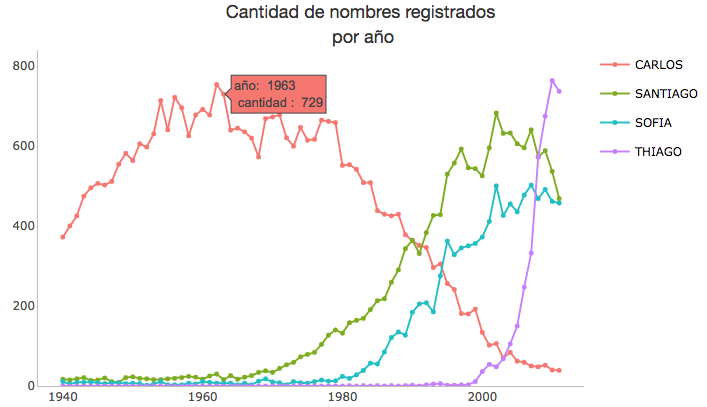 Cantidad de nombres registrados
por año
800
600
400
200
0
1940
1960
1980
2000
año: 1963
cantidad : 729
CARLOS
SANTIAGO
SOFIA
THIAGO